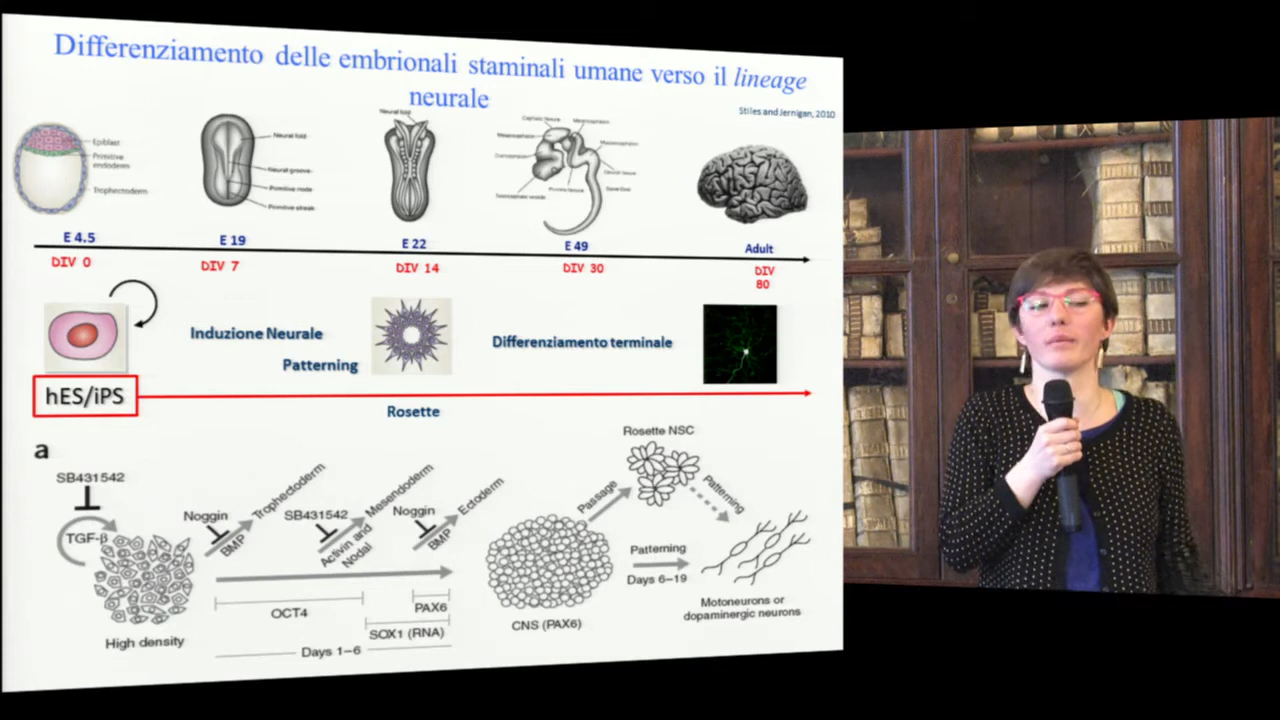 Differenziamento delle embrionali staminali umane verso il lineage
neurale
Stiles and Jernigan, 2010
Epiblast
Primitive
endoderm
Trophectoderm
Neural fold
Neural groove
Primitive node
Primitive streak
Neural fold
E 4.5
E 19
E 22
E 49
Adult
DIV 0
DIV 7
DIV 14
DIV 30
DIV
80
Induzione Neurale
Patterning
Differenziamento terminale
hES/iPS
Rosette
a
SB431542
TGF-β
High density
Noggin
BMP
Trophectoderm
SB431542
Activin and
Nodal
Mesendoderm
Noggin
BMP
Ectoderm
OCT4
PAX6
SOX1 (RNA)
Days 1–6
CNS (PAX6)
Passage
Rosette NSC
Patterning
Patterning
Days 6–19
Motoneurons or
dopaminergic neurons